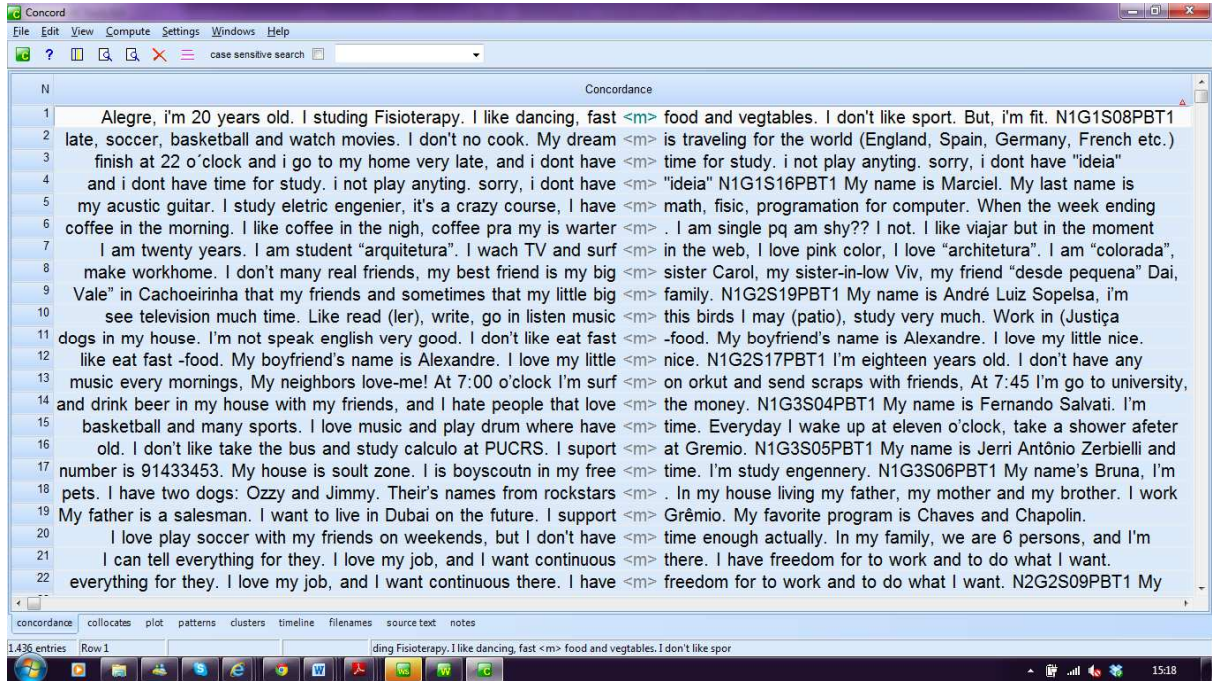 Concord
File Edit View Compute Settings Windows Help
case sensitive search
N Concordance
1 Alegre, i'm 20 years old. I studing Fisioterapy. I like dancing, fast <m> food and vegtables. I don't like sport. But, i'm fit. N1G1S08PBT1
2 late, soccer, basketball and watch movies. I don't no cook. My dream <m> is traveling for the world (England, Spain, Germany, French etc.)
3 finish at 22 o´clock and i go to my home very late, and i dont have <m> time for study. i not play anyting. sorry, i dont have "ideia"
4 and i dont have time for study. i not play anyting. sorry, i dont have <m> "ideia" N1G1S16PBT1 My name is Marciel. My last name is
5 my acustic guitar. I study eletric engenier, it's a crazy course, I have <m> math, fisic, programation for computer. When the week ending
6 coffee in the morning. I like coffee in the nigh, coffee pra my is warter <m> . I am single pq am shy?? I not. I like viajar but in the moment
7 I am twenty years. I am student “arquitetura”. I wach TV and surf <m> in the web, I love pink color, I love “architetura”. I am “colorada”,
8 make workhome. I don’t many real friends, my best friend is my big <m> sister Carol, my sister-in-low Viv, my friend “desde pequena” Dai,
9 Vale” in Cachoeirinha that my friends and sometimes that my little big <m> family. N1G2S19PBT1 My name is André Luiz Sopelsa, i’m
10 see television much time. Like read (ler), write, go in listen music <m> this birds I may (patio), study very much. Work in (Justiça
11 dogs in my house. I’m not speak english very good. I don’t like eat fast <m> -food. My boyfriend’s name is Alexandre. I love my little nice.
12 like eat fast -food. My boyfriend’s name is Alexandre. I love my little <m> nice. N1G2S17PBT1 I’m eighteen years old. I don’t have any
13 music every mornings, My neighbors love-me! At 7:00 o’clock I’m surf <m> on orkut and send scraps with friends, At 7:45 I’m go to university,
14 and drink beer in my house with my friends, and I hate people that love <m> the money. N1G3S04PBT1 My name is Fernando Salvati. I’m
15 basketball and many sports. I love music and play drum where have <m> time. Everyday I wake up at eleven o’clock, take a shower afeter
16 old. I don’t like take the bus and study calculo at PUCRS. I suport <m> at Gremio. N1G3S05PBT1 My name is Jerri Antônio Zerbielli and
17 number is 91433453. My house is soult zone. I is boyscoutn in my free <m> time. I’m study engennery. N1G3S06PBT1 My name’s Bruna, I’m
18 pets. I have two dogs: Ozzy and Jimmy. Their’s names from rockstars <m> . In my house living my father, my mother and my brother. I work
19 My father is a salesman. I want to live in Dubai on the future. I support <m> Grêmio. My favorite program is Chaves and Chapolin.
20 I love play soccer with my friends on weekends, but I don't have <m> time enough actually. In my family, we are 6 persons, and I'm
21 I can tell everything for they. I love my job, and I want continuous <m> there. I have freedom for to work and to do what I want.
22 everything for they. I love my job, and I want continuous there. I have <m> freedom for to work and to do what I want. N2G2S09PBT1 My
concordance collocates plot patterns clusters timeline filenames source text notes
1.436 entries Row 1 ding Fisioterapy. I like dancing, fast <m> food and vegtables. I don't like spor
15:18